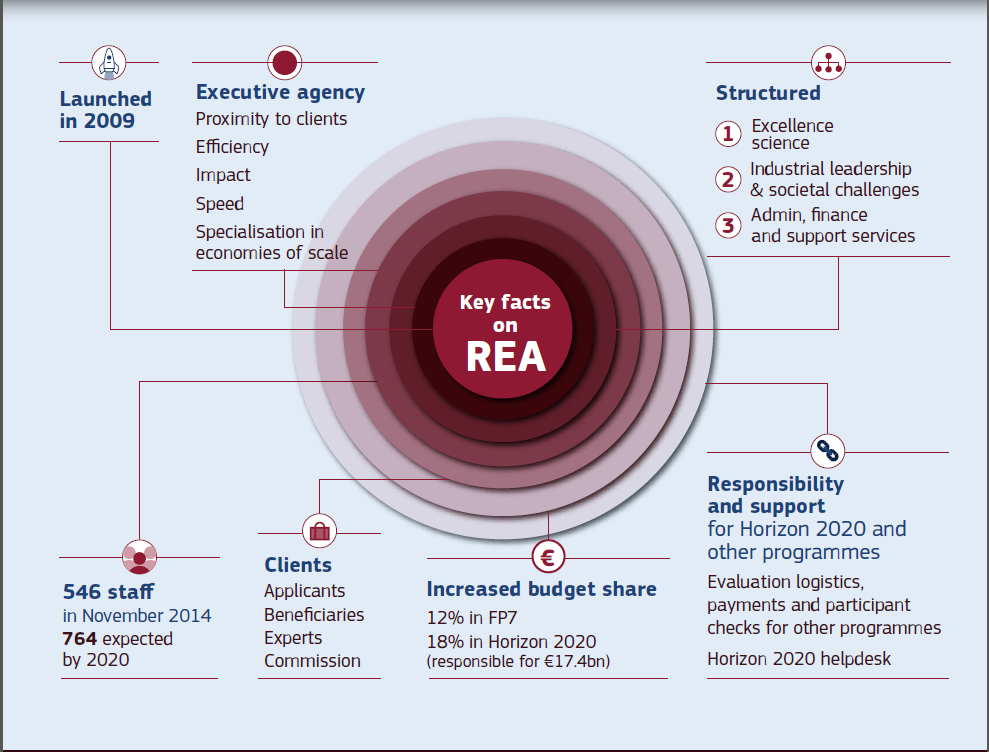 Launched
in 2009
Executive agency
Proximity to clients
Efficiency
Impact
Speed
Specialisation in
economies of scale
Structured
1 Excellence
science
2 Industrial leadership
& societal challenges
3 Admin, finance
and support services
Key facts
on
REA
546 staff
in November 2014
764 expected
by 2020
Clients
Applicants
Beneficiaries
Experts
Commission
€
Increased budget share
12% in FP7
18% in Horizon 2020
(responsible for €17.4bn)
Responsibility
and support
for Horizon 2020 and
other programmes
Evaluation logistics,
payments and participant
checks for other programmes
Horizon 2020 helpdesk